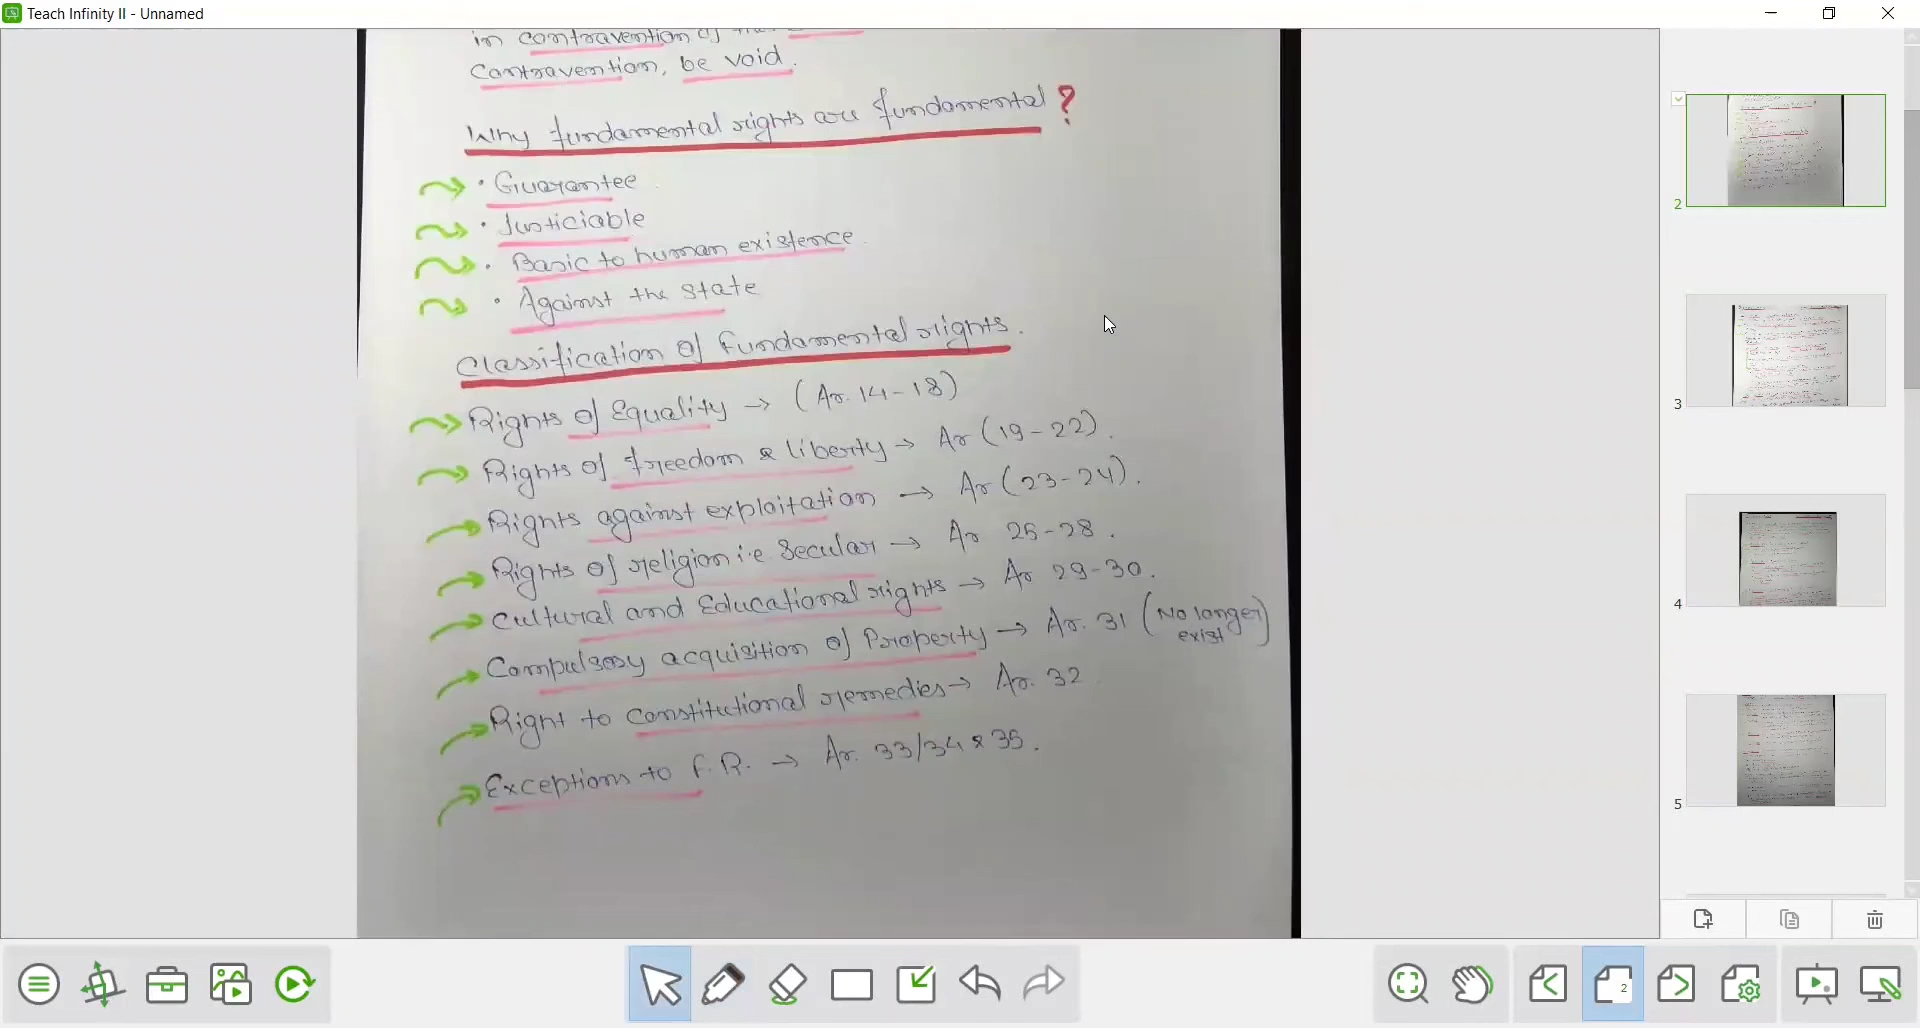 Teach Infinity II - Unnamed
in contravention of
Contravention, be void.
Why fundamental rights are fundamental ?
• Guarantee
• Justiciable
• Basic to human existence.
• Against the state
Classification of fundamental rights.
Rights of Equality → (Ar. 14-18)
Rights of freedom & liberty → Ar (19-22).
Rights against exploitation → Ar (23-24).
Rights of religion i.e. Secular → Ar 25-28.
Cultural and Educational rights → Ar 29-30.
Compulsory acquisition of Property → Ar. 31 (No longer exist)
Right to constitutional remedies → Ar. 32
Exceptions to F.R. → Ar. 33/34 & 35.
2
3
4
5
2